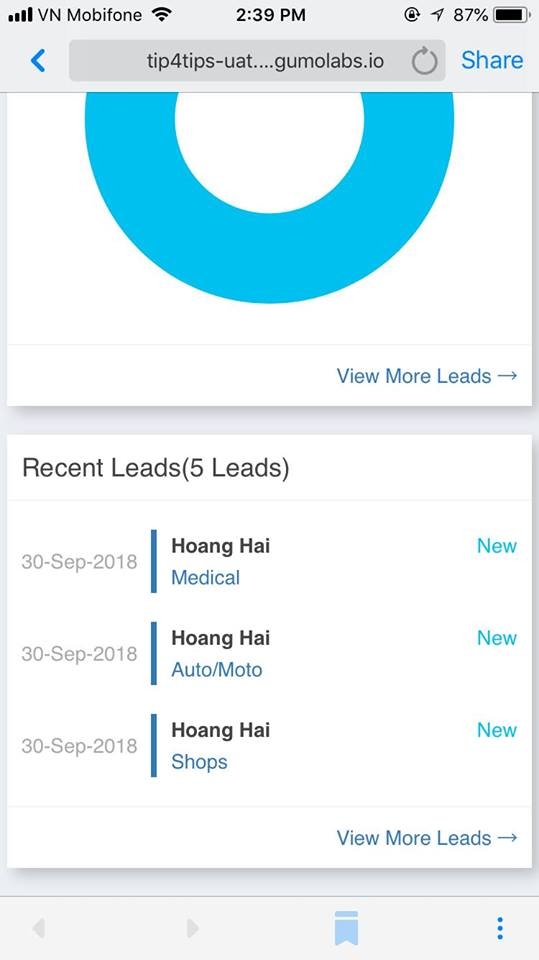 VN Mobifone 2:39 PM 87%
tip4tips-uat....gumolabs.io Share
View More Leads →
Recent Leads(5 Leads)
30-Sep-2018 Hoang Hai New
Medical
30-Sep-2018 Hoang Hai New
Auto/Moto
30-Sep-2018 Hoang Hai New
Shops
View More Leads →